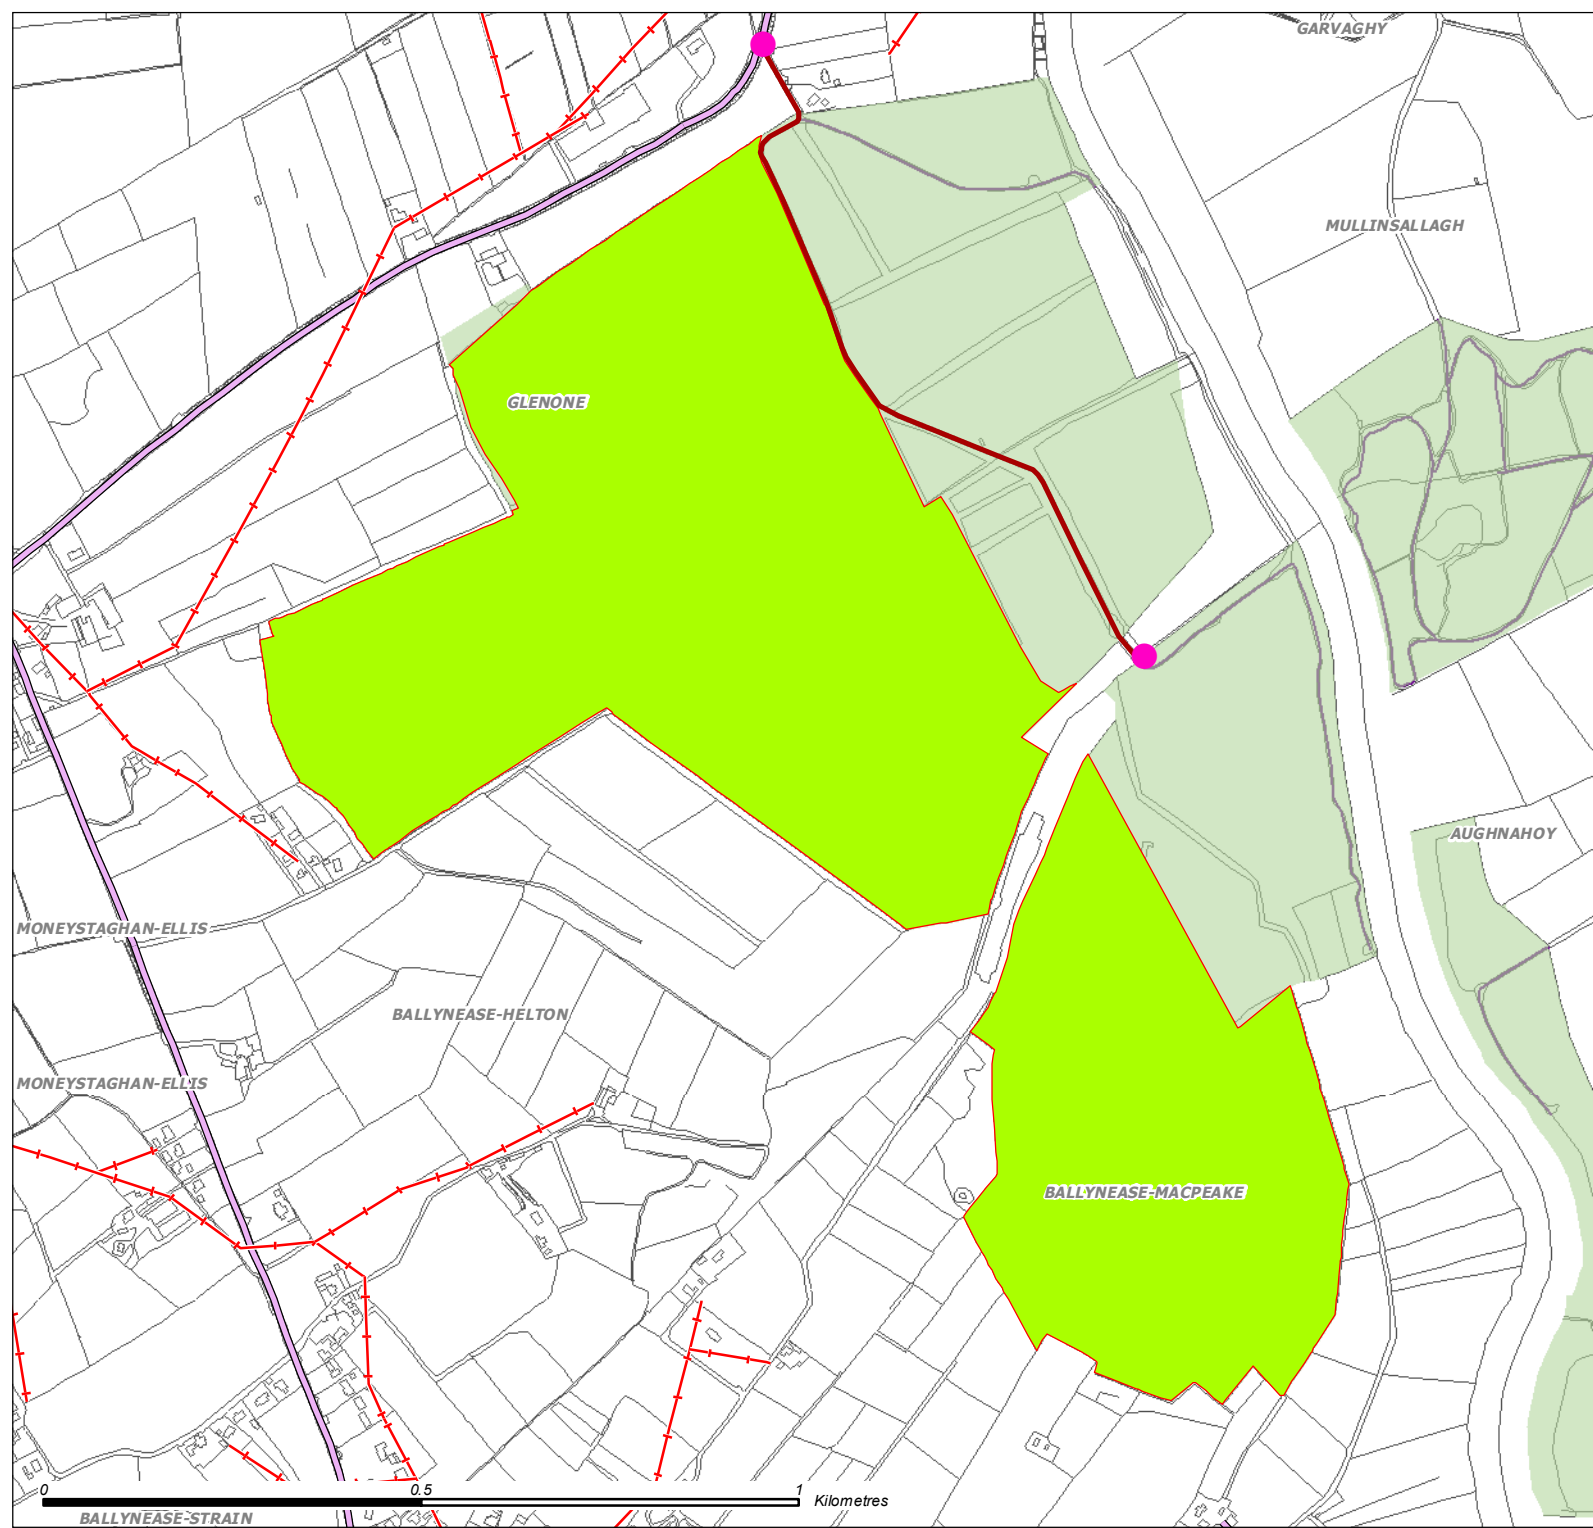 GARVAGHY
MULLINSALLAGH
GLENONE
AUGHNAHOY
MONEYSTAGHAN-ELLIS
BALLYNEASE-HELTON
MONEYSTAGHAN-ELLIS
BALLYNEASE-MACPEAKE
0 0.5 1
Kilometres
BALLYNEASE-STRAIN